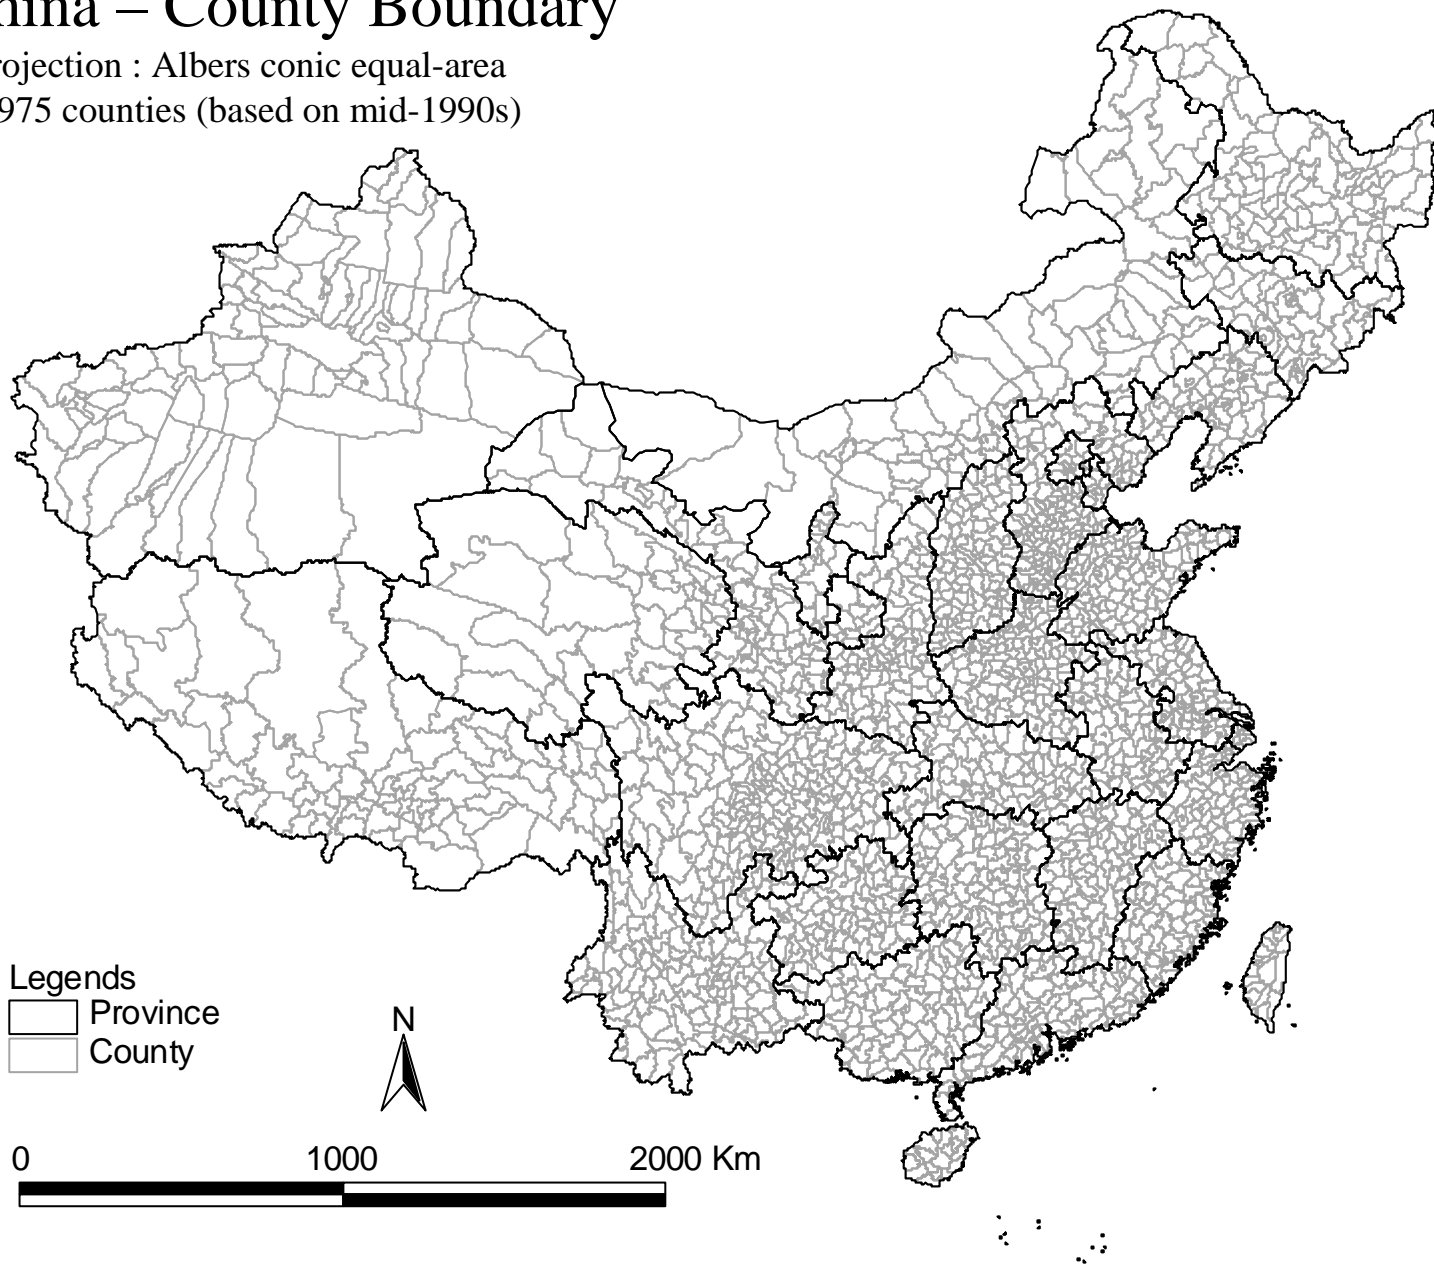 hina – County Boundary
rojection : Albers conic equal-area
975 counties (based on mid-1990s)
Legends
Province
County
N
0 1000 2000 Km